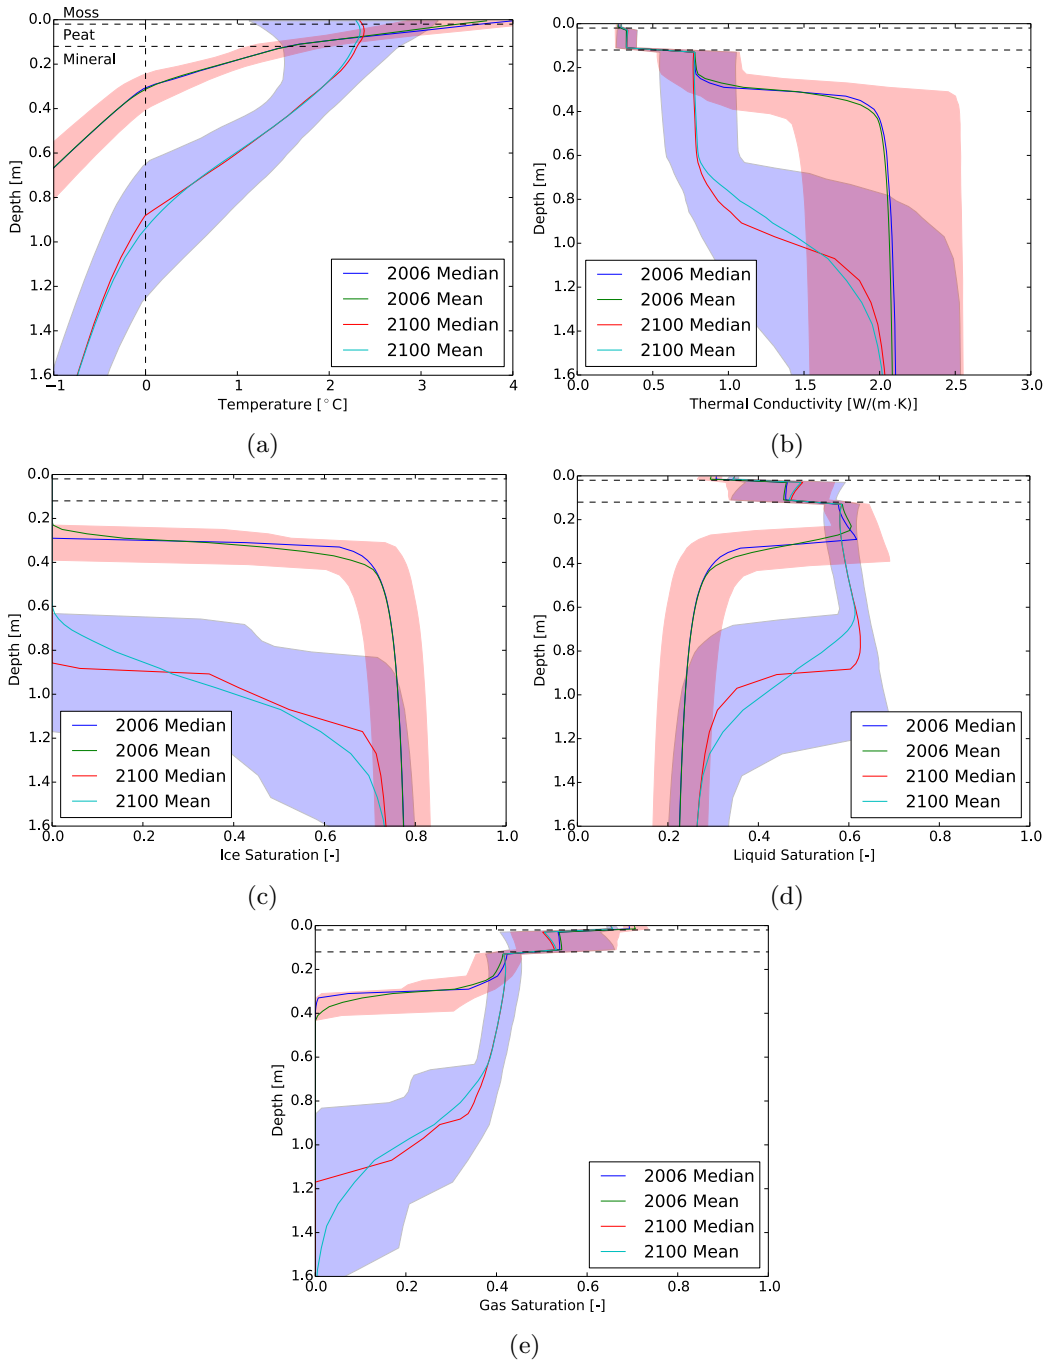 Moss
Peat
Mineral
0.0
0.2
0.4
0.6
0.8
1.0
1.2
1.4
1.6
Depth [m]
−1 0 1 2 3 4
Temperature [°C]
2006 Median
2006 Mean
2100 Median
2100 Mean
(a)
0.0
0.2
0.4
0.6
0.8
1.0
1.2
1.4
1.6
Depth [m]
0.0 0.5 1.0 1.5 2.0 2.5 3.0
Thermal Conductivity [W/(m·K)]
2006 Median
2006 Mean
2100 Median
2100 Mean
(b)
0.0
0.2
0.4
0.6
0.8
1.0
1.2
1.4
1.6
Depth [m]
0.0 0.2 0.4 0.6 0.8 1.0
Ice Saturation [-]
2006 Median
2006 Mean
2100 Median
2100 Mean
(c)
0.0
0.2
0.4
0.6
0.8
1.0
1.2
1.4
1.6
Depth [m]
0.0 0.2 0.4 0.6 0.8 1.0
Liquid Saturation [-]
2006 Median
2006 Mean
2100 Median
2100 Mean
(d)
0.0
0.2
0.4
0.6
0.8
1.0
1.2
1.4
1.6
Depth [m]
0.0 0.2 0.4 0.6 0.8 1.0
Gas Saturation [-]
2006 Median
2006 Mean
2100 Median
2100 Mean
(e)